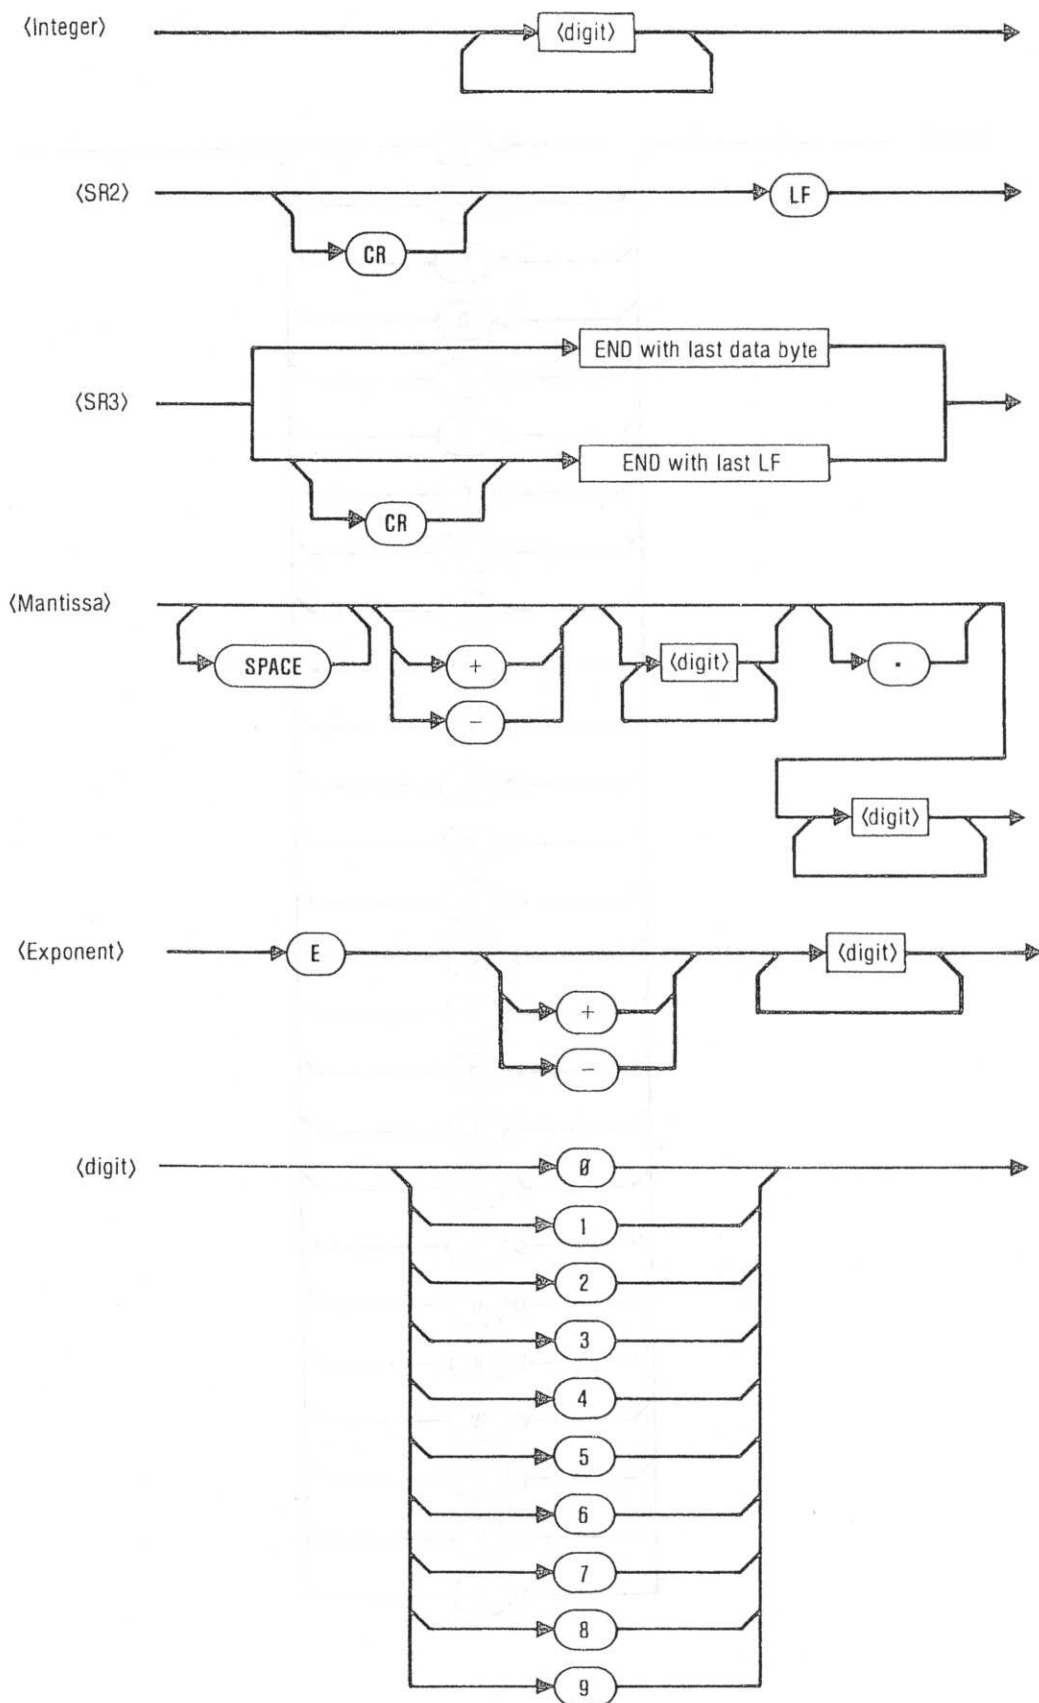 ⟨Integer⟩ ⟨digit⟩
⟨SR2⟩ LF
CR
END with last data byte
⟨SR3⟩
END with last LF
CR
⟨Mantissa⟩
SPACE + ⟨digit⟩ .
−
⟨digit⟩
⟨Exponent⟩ E ⟨digit⟩
+
−
⟨digit⟩ Ø
1
2
3
4
5
6
7
8
9